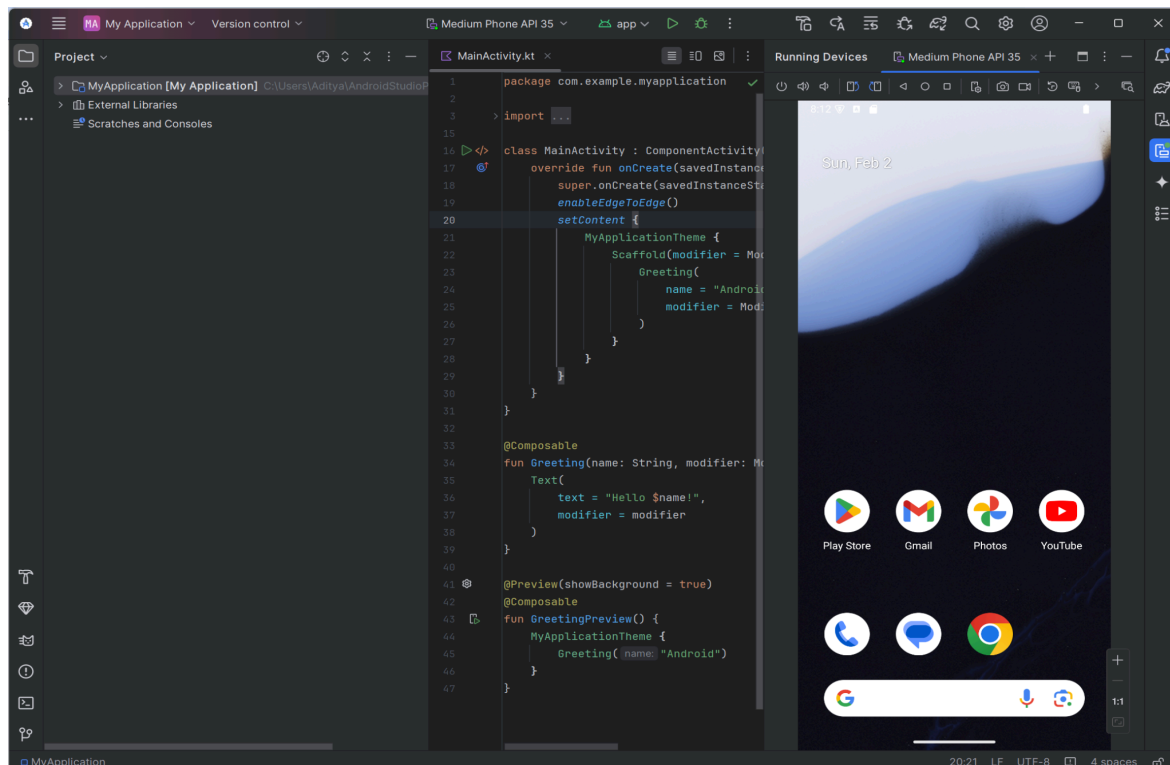 MA My Application Version control Medium Phone API 35 app
Project
MyApplication [My Application] C:\Users\Aditya\AndroidStudioP
External Libraries
Scratches and Consoles
MainActivity.kt
1 package com.example.myapplication
2
3 import ...
15
16 class MainActivity : ComponentActivity(
17 override fun onCreate(savedInstance
18 super.onCreate(savedInstanceSta
19 enableEdgeToEdge()
20 setContent {
21 MyApplicationTheme {
22 Scaffold(modifier = Mod
23 Greeting(
24 name = "Android
25 modifier = Modi
26 )
27 }
28 }
29 }
30 }
31 }
32
33 @Composable
34 fun Greeting(name: String, modifier: Mo
35 Text(
36 text = "Hello $name!",
37 modifier = modifier
38 )
39 }
40
41 @Preview(showBackground = true)
42 @Composable
43 fun GreetingPreview() {
44 MyApplicationTheme {
45 Greeting( name: "Android")
46 }
47 }
Running Devices Medium Phone API 35
8:12
Sun, Feb 2
Play Store Gmail Photos YouTube
1:1
MyApplication 20:21 LF UTF-8 4 spaces